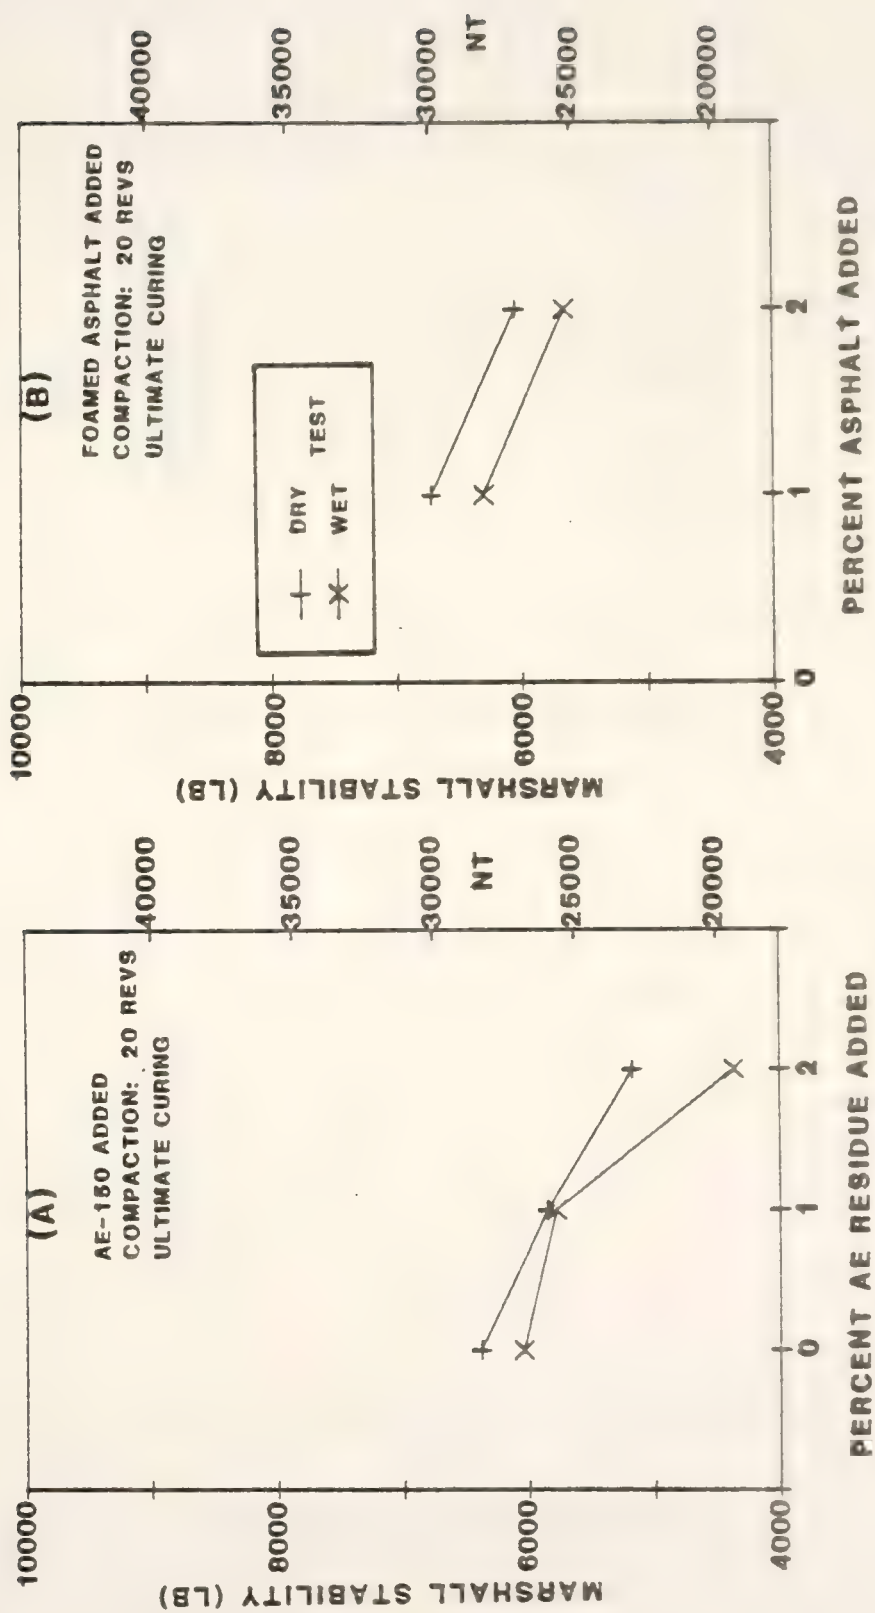 (A)
AE-150 ADDED
COMPACTION: 20 REVS
ULTIMATE CURING
10000
8000
6000
4000
MARSHALL STABILITY (LB)
40000
35000
30000
NT
25000
20000
0 1 2
PERCENT AE RESIDUE ADDED
(B)
FOAMED ASPHALT ADDED
COMPACTION: 20 REVS
ULTIMATE CURING
DRY
TEST
WET
10000
8000
6000
4000
MARSHALL STABILITY (LB)
40000
35000
30000
NT
25000
20000
0 1 2
PERCENT ASPHALT ADDED